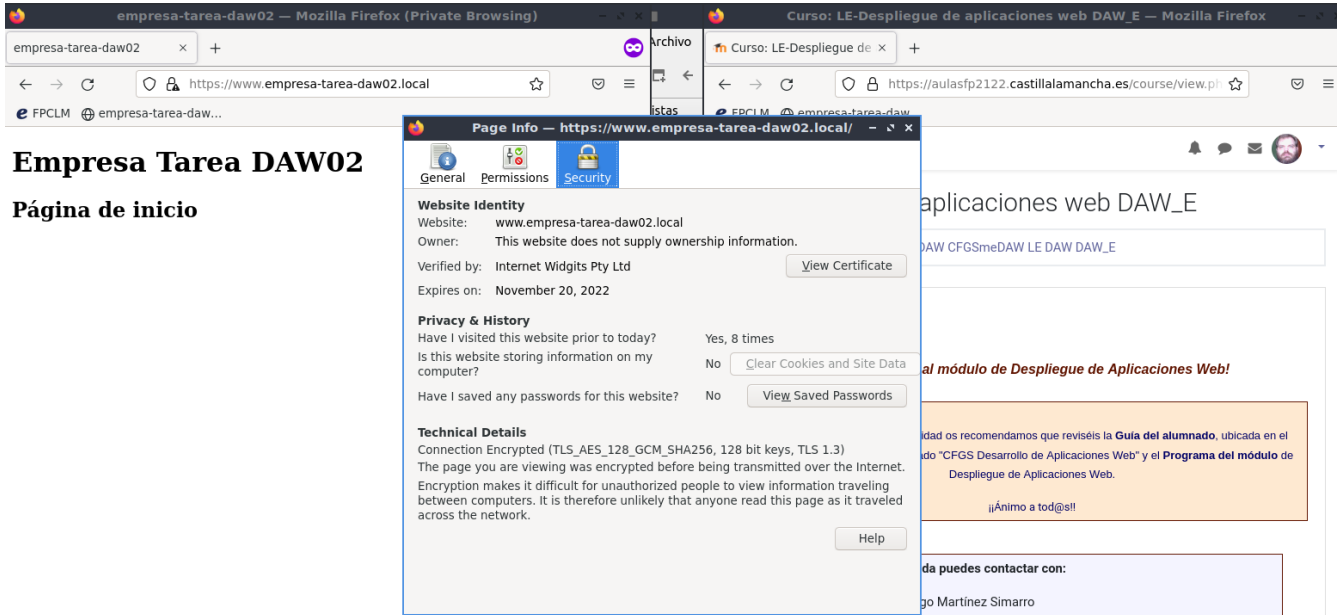 empresa-tarea-daw02 — Mozilla Firefox (Private Browsing)
empresa-tarea-daw02 × +
https://www.empresa-tarea-daw02.local
FPCLM empresa-tarea-daw...
Empresa Tarea DAW02
Página de inicio
Archivo
istas
Curso: LE-Despliegue de aplicaciones web DAW_E — Mozilla Firefox
Curso: LE-Despliegue de × +
https://aulasfp2122.castillalamancha.es/course/view.ph
FPCLM empresa-tarea-daw...
Page Info — https://www.empresa-tarea-daw02.local/
General Permissions Security
Website Identity
Website: www.empresa-tarea-daw02.local
Owner: This website does not supply ownership information.
Verified by: Internet Widgits Pty Ltd View Certificate
Expires on: November 20, 2022
Privacy & History
Have I visited this website prior to today? Yes, 8 times
Is this website storing information on my
computer? No Clear Cookies and Site Data
Have I saved any passwords for this website? No View Saved Passwords
Technical Details
Connection Encrypted (TLS_AES_128_GCM_SHA256, 128 bit keys, TLS 1.3)
The page you are viewing was encrypted before being transmitted over the Internet.
Encryption makes it difficult for unauthorized people to view information traveling
between computers. It is therefore unlikely that anyone read this page as it traveled
across the network.
Help
aplicaciones web DAW_E
DAW CFGSmeDAW LE DAW DAW_E
al módulo de Despliegue de Aplicaciones Web!
idad os recomendamos que reviséis la Guía del alumnado, ubicada en el
ado "CFGS Desarrollo de Aplicaciones Web" y el Programa del módulo de
Despliegue de Aplicaciones Web.
¡¡Ánimo a tod@s!!
da puedes contactar con:
go Martínez Simarro